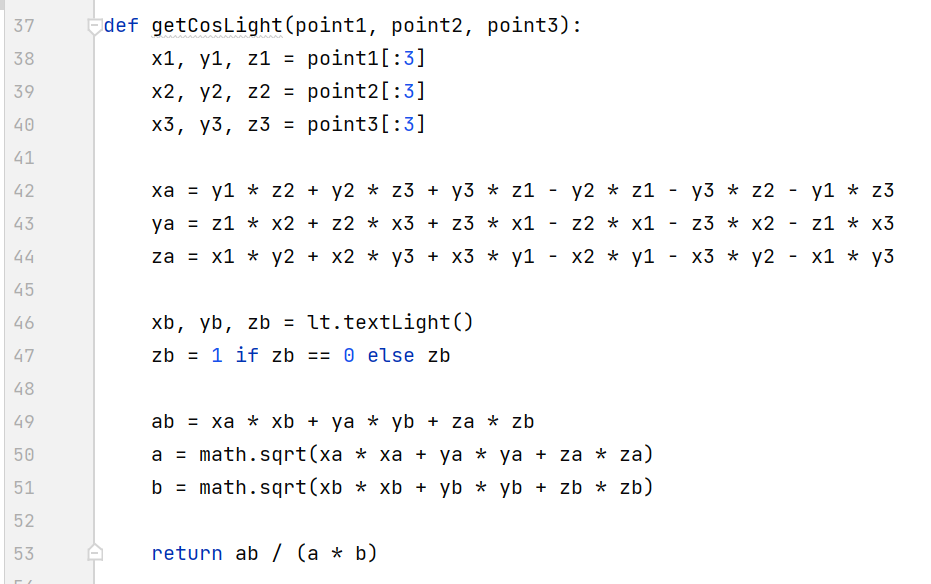 37 def getCosLight(point1, point2, point3):
38     x1, y1, z1 = point1[:3]
39     x2, y2, z2 = point2[:3]
40     x3, y3, z3 = point3[:3]
41
42     xa = y1 * z2 + y2 * z3 + y3 * z1 - y2 * z1 - y3 * z2 - y1 * z3
43     ya = z1 * x2 + z2 * x3 + z3 * x1 - z2 * x1 - z3 * x2 - z1 * x3
44     za = x1 * y2 + x2 * y3 + x3 * y1 - x2 * y1 - x3 * y2 - x1 * y3
45
46     xb, yb, zb = lt.textLight()
47     zb = 1 if zb == 0 else zb
48
49     ab = xa * xb + ya * yb + za * zb
50     a = math.sqrt(xa * xa + ya * ya + za * za)
51     b = math.sqrt(xb * xb + yb * yb + zb * zb)
52
53     return ab / (a * b)